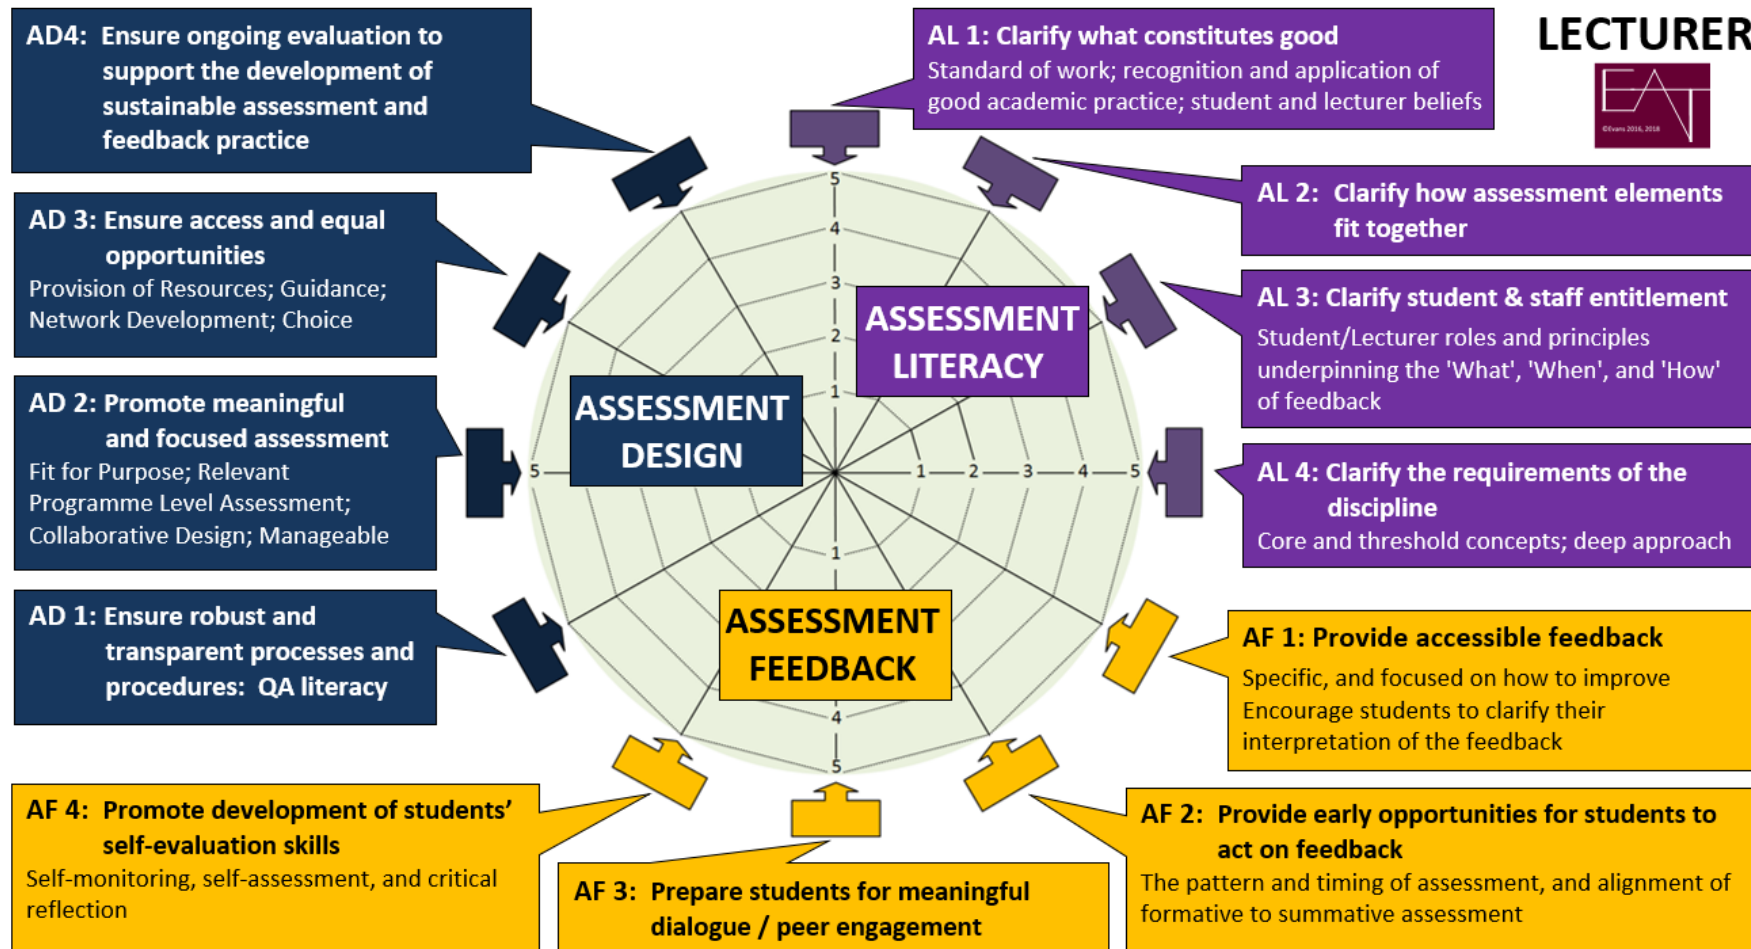 LECTURER
EAT
©Evans 2016, 2018
AL 1: Clarify what constitutes good
Standard of work; recognition and application of
good academic practice; student and lecturer beliefs
AL 2: Clarify how assessment elements
fit together
AL 3: Clarify student & staff entitlement
Student/Lecturer roles and principles
underpinning the 'What', 'When', and 'How'
of feedback
AL 4: Clarify the requirements of the
discipline
Core and threshold concepts; deep approach
AF 1: Provide accessible feedback
Specific, and focused on how to improve
Encourage students to clarify their
interpretation of the feedback
AF 2: Provide early opportunities for students to
act on feedback
The pattern and timing of assessment, and alignment of
formative to summative assessment
AF 3: Prepare students for meaningful
dialogue / peer engagement
AF 4: Promote development of students’
self-evaluation skills
Self-monitoring, self-assessment, and critical
reflection
AD 1: Ensure robust and
transparent processes and
procedures: QA literacy
AD 2: Promote meaningful
and focused assessment
Fit for Purpose; Relevant
Programme Level Assessment;
Collaborative Design; Manageable
AD 3: Ensure access and equal
opportunities
Provision of Resources; Guidance;
Network Development; Choice
AD4: Ensure ongoing evaluation to
support the development of
sustainable assessment and
feedback practice
ASSESSMENT
LITERACY
ASSESSMENT
DESIGN
ASSESSMENT
FEEDBACK
5
4
3
2
1
5
1 2 3 4 5
1
4
5